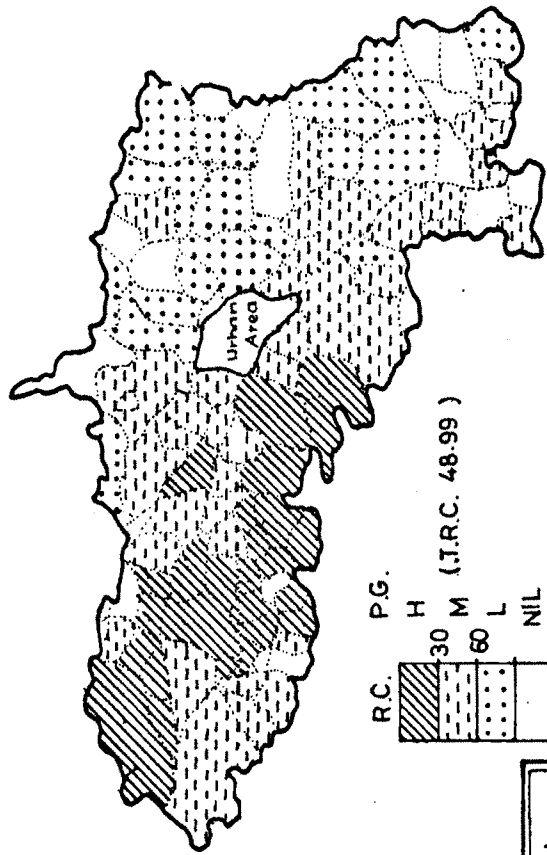 Urban
Area
R.C. P.G.
H
30
M (.T.R.C. 48.99 )
60
L
NIL